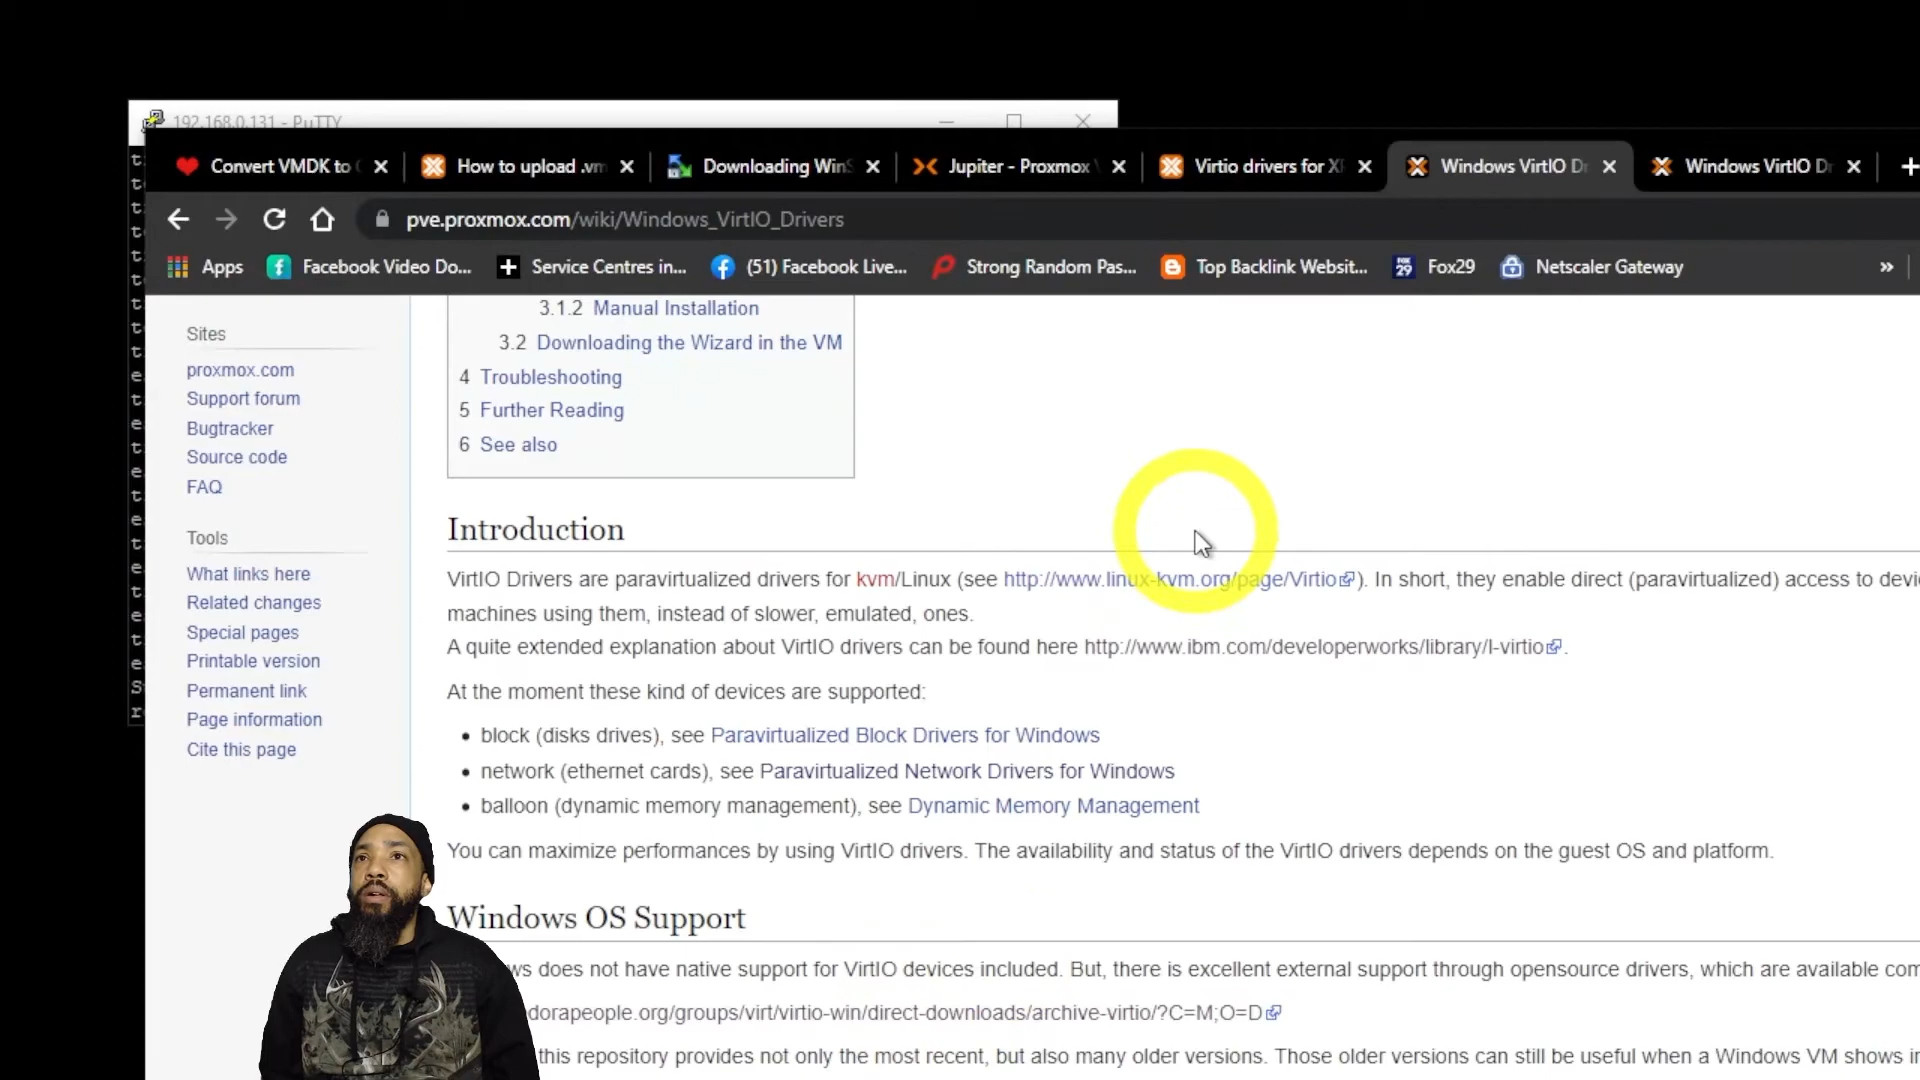 192.168.0.131 - PuTTY
Convert VMDK to
How to upload .vm
Downloading Win
Jupiter - Proxmox
Virtio drivers for X
Windows VirtIO Dr
Windows VirtIO Dr
pve.proxmox.com/wiki/Windows_VirtIO_Drivers
Apps
Facebook Video Do...
Service Centres in...
(51) Facebook Live...
Strong Random Pas...
Top Backlink Websit...
FOX 29
Fox29
Netscaler Gateway
»
3.1.2 Manual Installation
3.2 Downloading the Wizard in the VM
4 Troubleshooting
5 Further Reading
6 See also
Sites
proxmox.com
Support forum
Bugtracker
Source code
FAQ
Tools
What links here
Related changes
Special pages
Printable version
Permanent link
Page information
Cite this page
Introduction
VirtIO Drivers are paravirtualized drivers for kvm/Linux (see http://www.linux-kvm.org/page/Virtio). In short, they enable direct (paravirtualized) access to devi
machines using them, instead of slower, emulated, ones.
A quite extended explanation about VirtIO drivers can be found here http://www.ibm.com/developerworks/library/l-virtio.
At the moment these kind of devices are supported:
• block (disks drives), see Paravirtualized Block Drivers for Windows
• network (ethernet cards), see Paravirtualized Network Drivers for Windows
• balloon (dynamic memory management), see Dynamic Memory Management
You can maximize performances by using VirtIO drivers. The availability and status of the VirtIO drivers depends on the guest OS and platform.
Windows OS Support
ws does not have native support for VirtIO devices included. But, there is excellent external support through opensource drivers, which are available com
dorapeople.org/groups/virt/virtio-win/direct-downloads/archive-virtio/?C=M;O=D
this repository provides not only the most recent, but also many older versions. Those older versions can still be useful when a Windows VM shows in